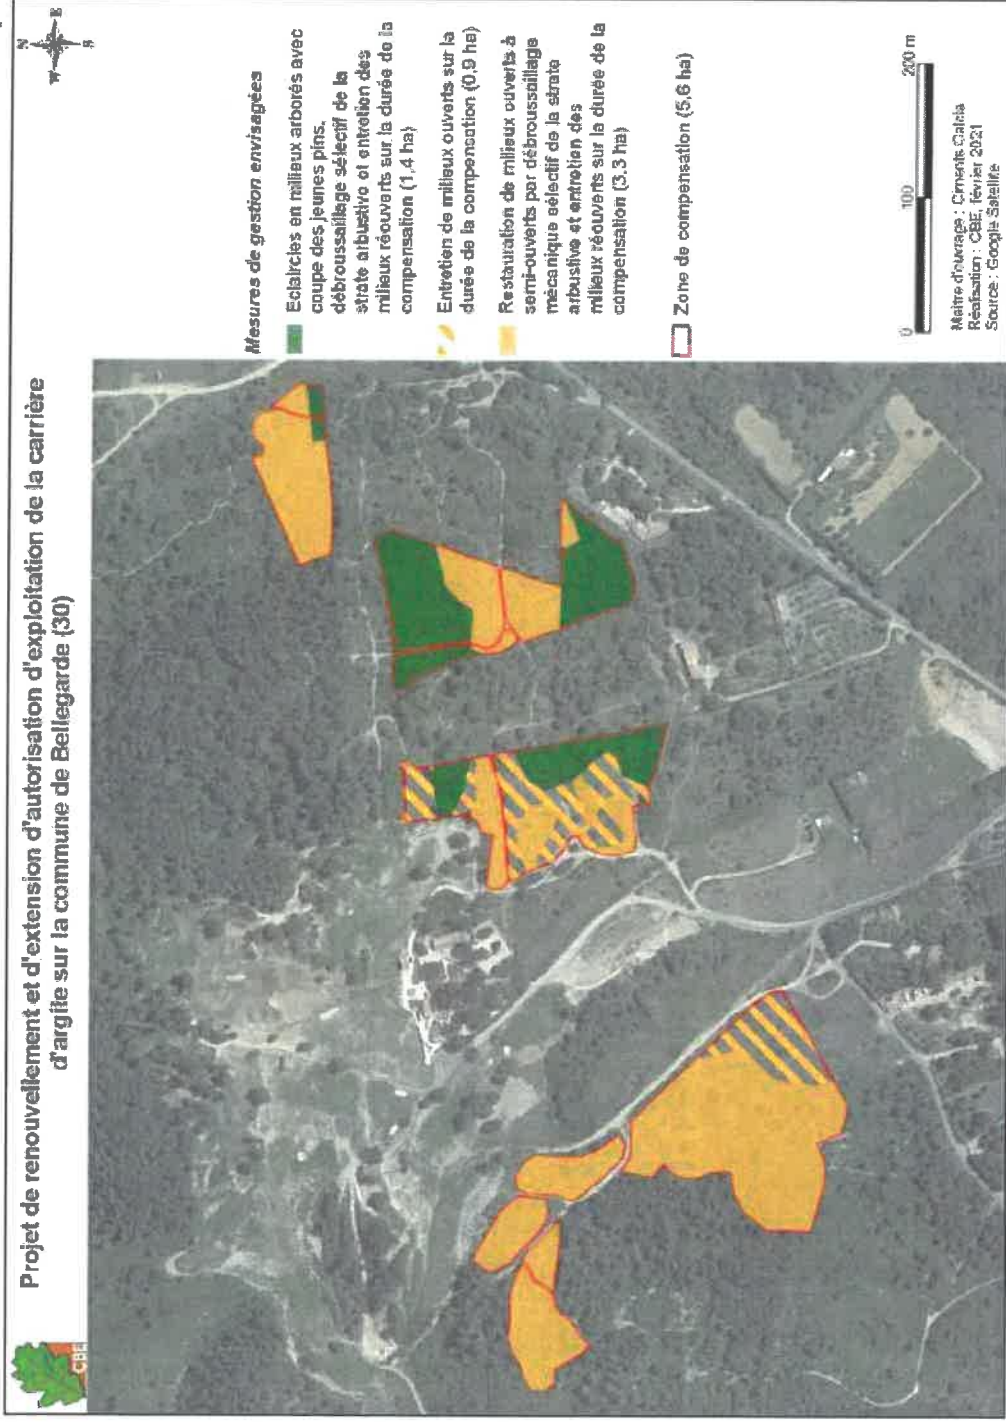 Projet de renouvellement et d'extension d'autorisation d'exploitation de la carrière
d'argile sur la commune de Bellegarde (30)
CBE
N
W
E
S
Mesures de gestion envisagées
Eclaircies en milieux arborés avec
coupe des jeunes pins,
débroussaillage sélectif de la
strate arbustive et entretien des
milieux réouverts sur la durée de la
compensation (1,4 ha)
Entretien de milieux ouverts sur la
durée de la compensation (0,9 ha)
Restauration de milieux ouverts à
semi-ouverts par débroussaillage
mécanique sélectif de la strate
arbustive et entretien des
milieux réouverts sur la durée de la
compensation (3,3 ha)
Zone de compensation (5,6 ha)
0
100
200 m
Maître d'ouvrage : Ciments Calcia
Réalisation : CBE, février 2021
Source : Google Satellite